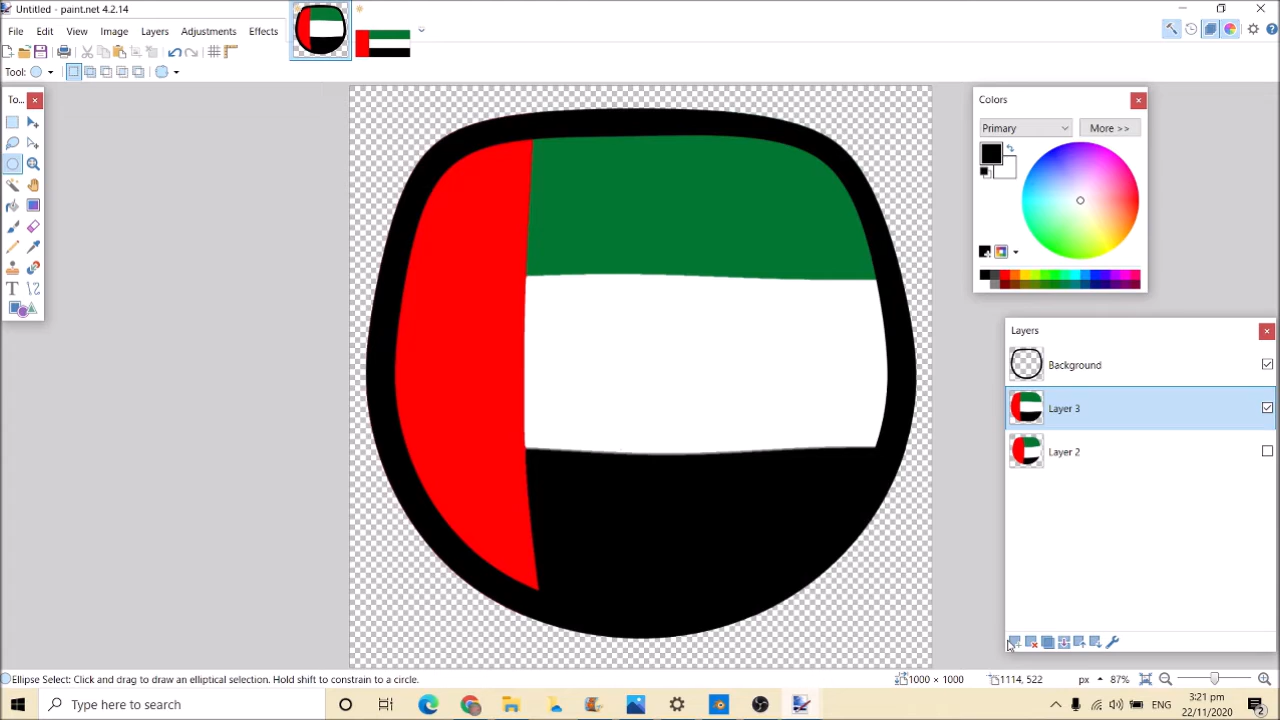 Untitled - paint.net 4.2.14
File Edit View Image Layers Adjustments Effects
Tool:
To...
Colors
Primary
More >>
Layers
Background
Layer 3
Layer 2
Ellipse Select: Click and drag to draw an elliptical selection. Hold shift to constrain to a circle.
1000 × 1000
1114, 522
px
87%
Type here to search
ENG
3:21 pm
22/11/2020
2